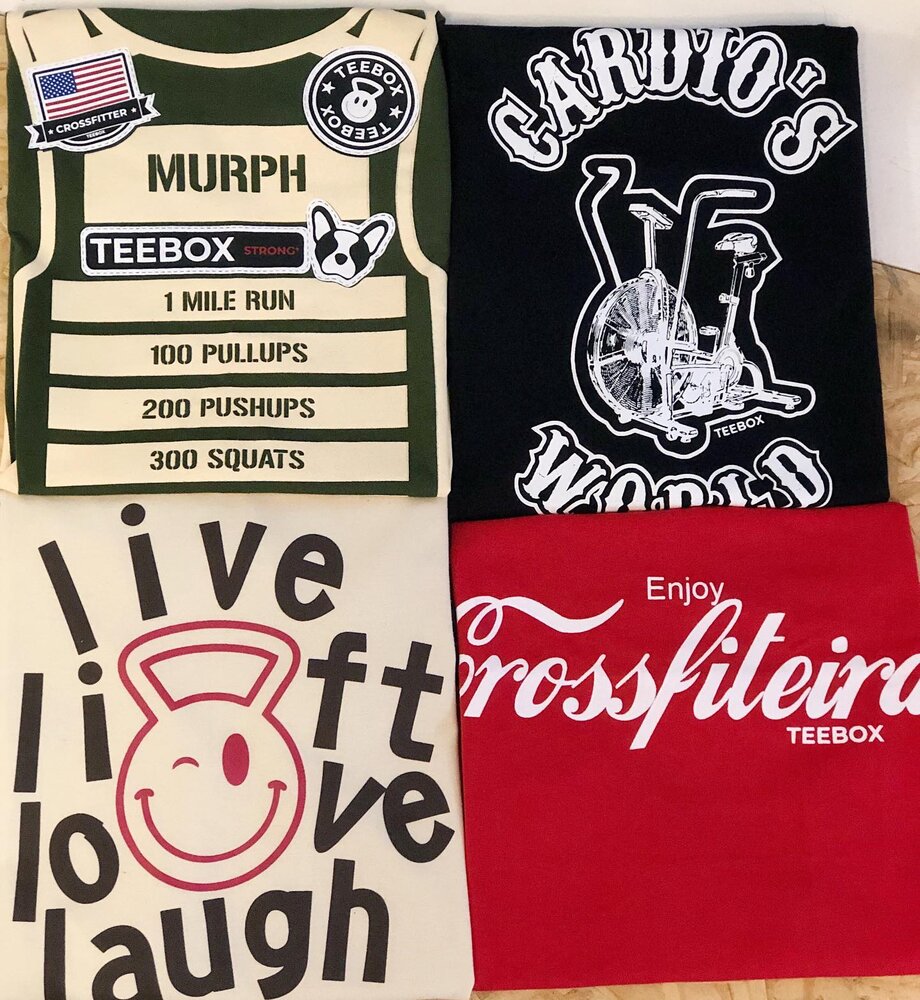 CROSSFITTER
TEEBOX
TEEBOX
TEEBOX
MURPH
TEEBOX STRONG*
1 MILE RUN
100 PULLUPS
200 PUSHUPS
300 SQUATS
CARDIO'S
TEEBOX
WORLD
live
lift
love
laugh
Enjoy
Crossfiteira
TEEBOX